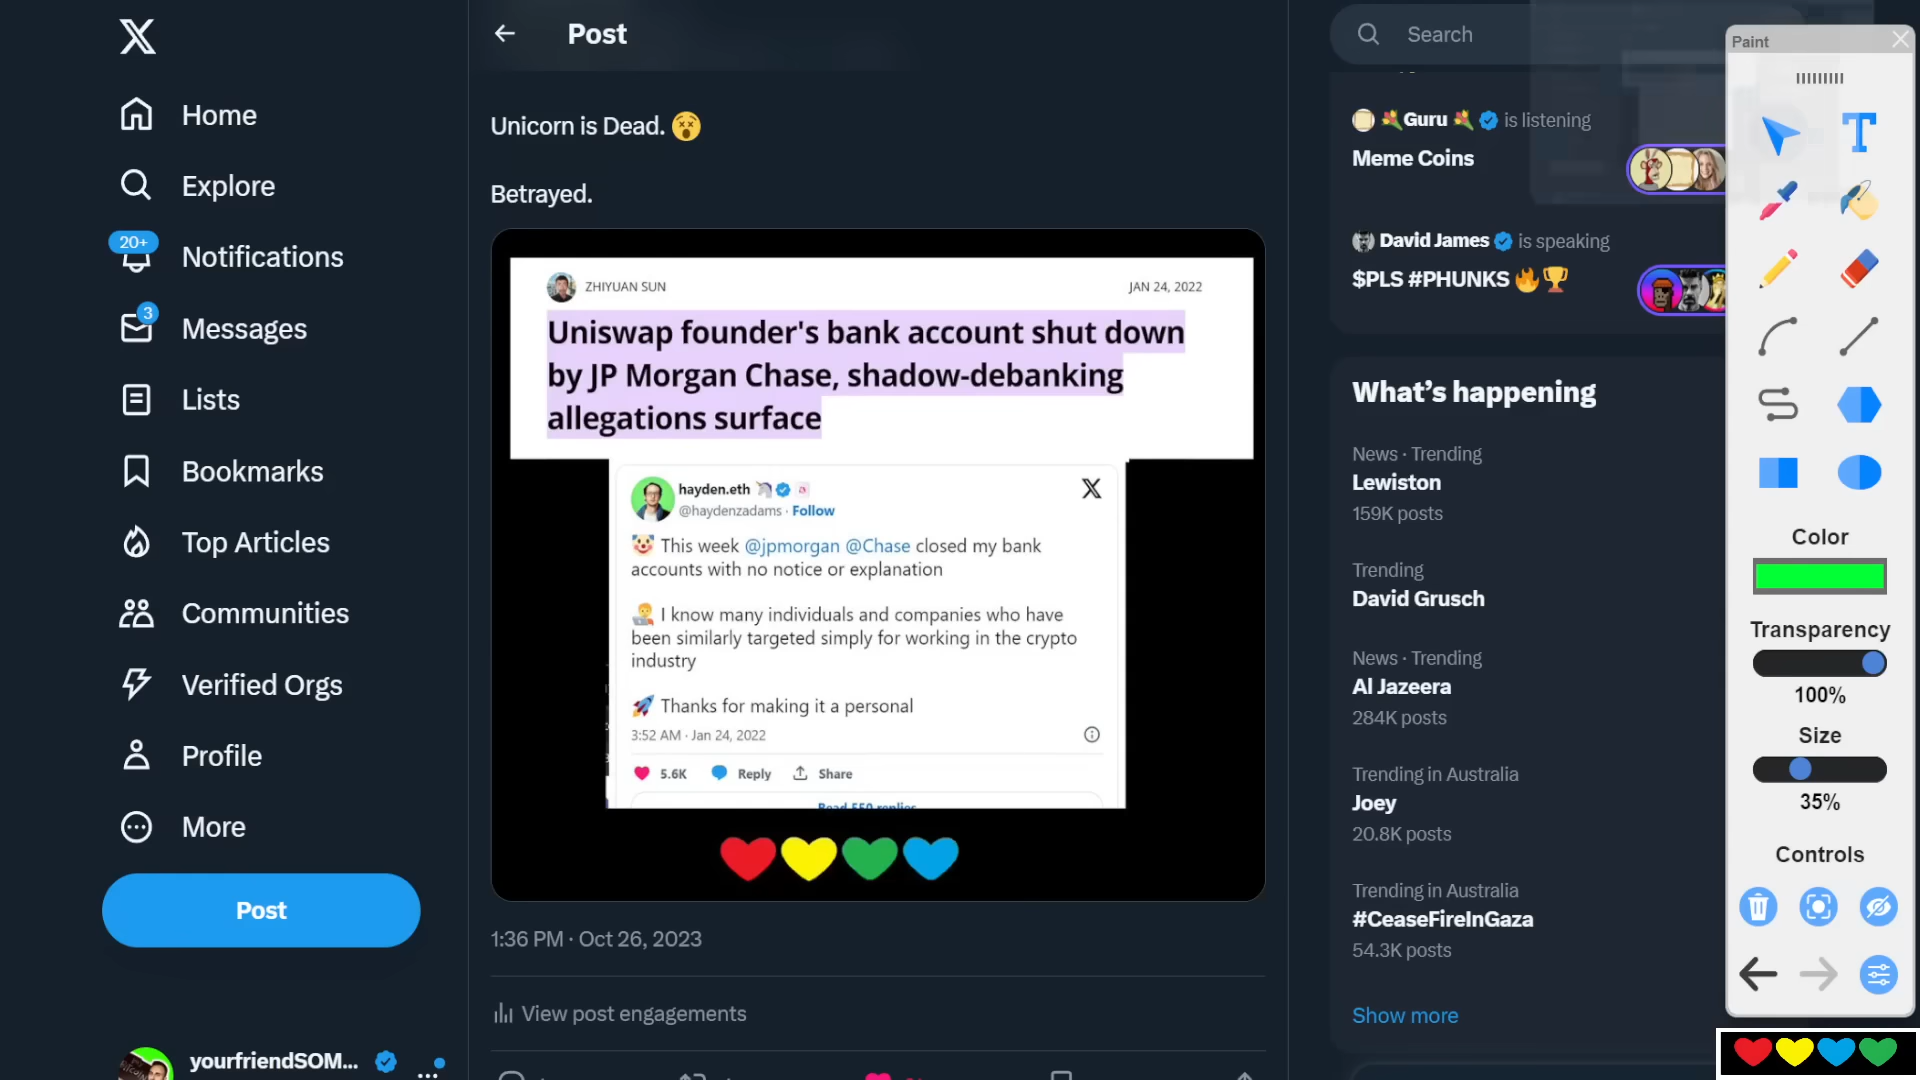 Home
Explore
20+
Notifications
3
Messages
Lists
Bookmarks
Top Articles
Communities
Verified Orgs
Profile
More
Post
yourfriendSOM...
Post
Unicorn is Dead.
Betrayed.
ZHIYUAN SUN
JAN 24, 2022
Uniswap founder's bank account shut down
by JP Morgan Chase, shadow-debanking
allegations surface
hayden.eth
@haydenzadams · Follow
This week @jpmorgan @Chase closed my bank
accounts with no notice or explanation
I know many individuals and companies who have
been similarly targeted simply for working in the crypto
industry
Thanks for making it a personal
3:52 AM · Jan 24, 2022
5.6K Reply Share
Read 550 replies
1:36 PM · Oct 26, 2023
View post engagements
Search
Guru is listening
Meme Coins
David James is speaking
$PLS #PHUNKS
What's happening
News · Trending
Lewiston
159K posts
Trending
David Grusch
News · Trending
Al Jazeera
284K posts
Trending in Australia
Joey
20.8K posts
Trending in Australia
#CeaseFireInGaza
54.3K posts
Show more
Paint
T
Color
Transparency
100%
Size
35%
Controls